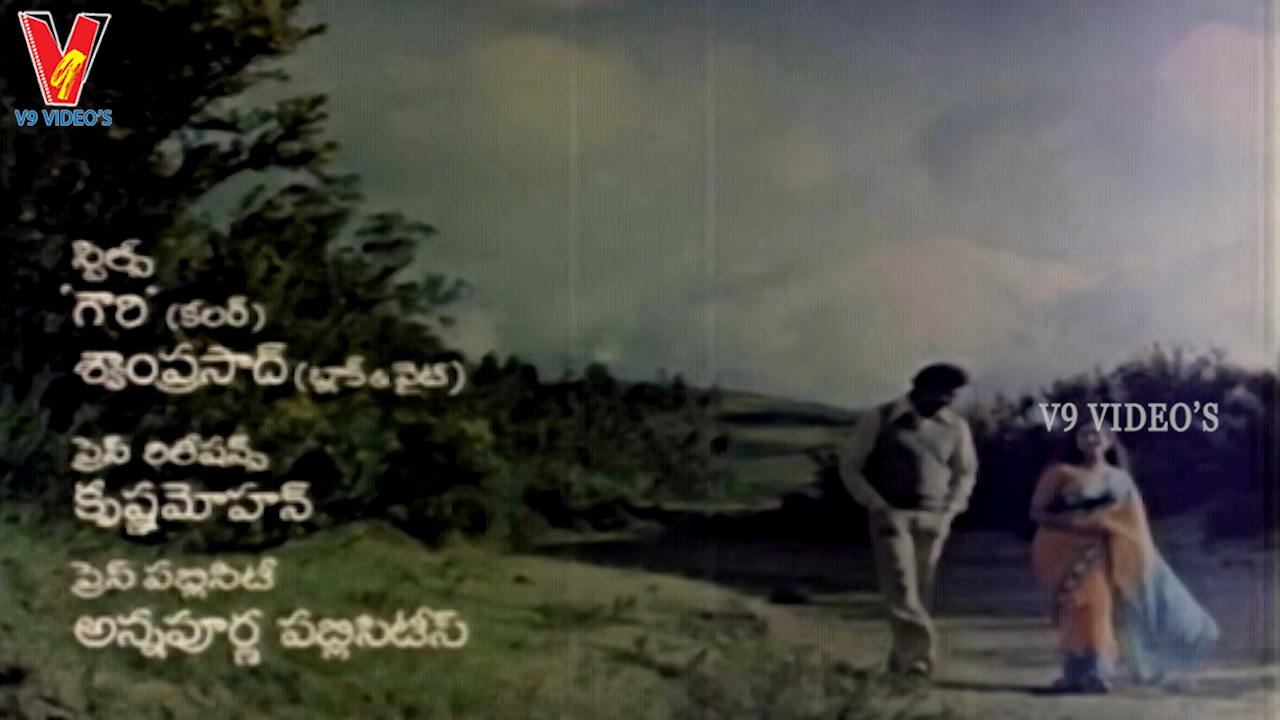 V9 VIDEO'S
స్టిల్స్
'గౌరి' (కలర్)
శ్యాంప్రసాద్ (బ్లాక్ & వైట్)
ప్రెస్ రిలేషన్స్
కృష్ణమోహన్
ప్రెస్ పబ్లిసిటీ
అన్నపూర్ణ పబ్లిసిటీస్
V9 VIDEO'S